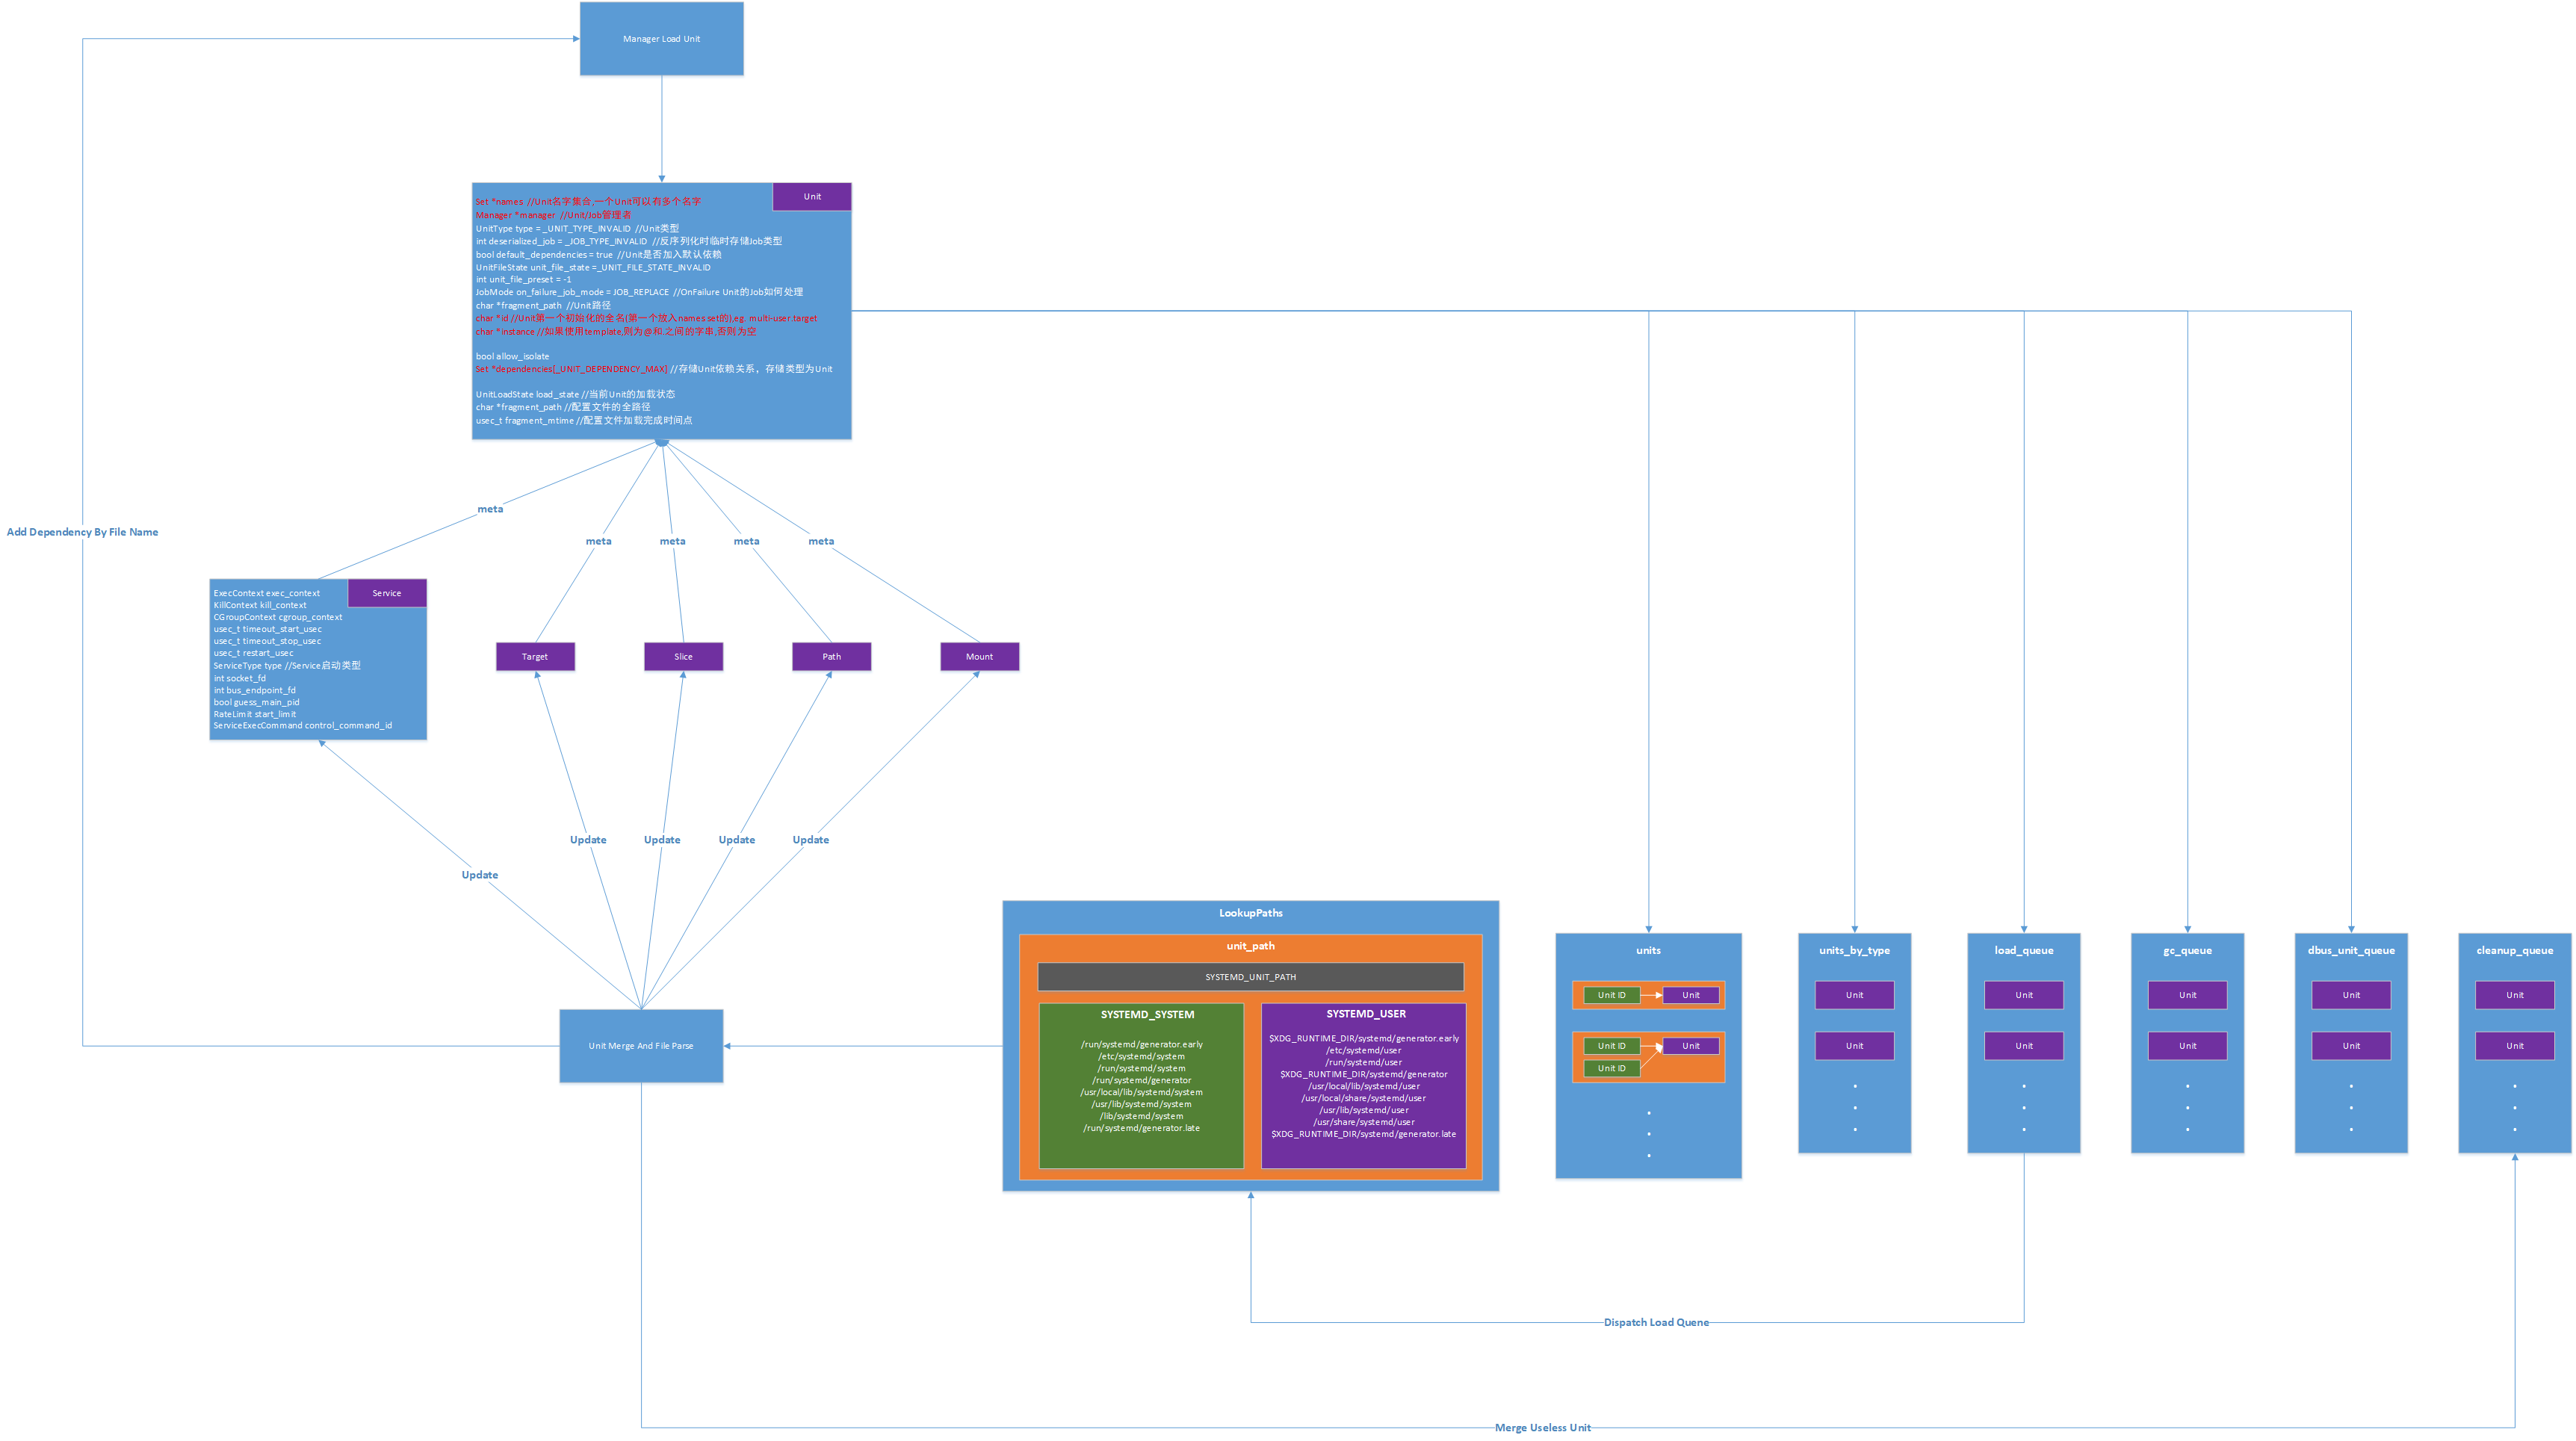 Manager Load Unit
Unit
Set *names //Unit名字集合,一个Unit可以有多个名字
Manager *manager //Unit/Job管理者
UnitType type = _UNIT_TYPE_INVALID //Unit类型
int deserialized_job = _JOB_TYPE_INVALID //反序列化时临时存储Job类型
bool default_dependencies = true //Unit是否加入默认依赖
UnitFileState unit_file_state =_UNIT_FILE_STATE_INVALID
int unit_file_preset = -1
JobMode on_failure_job_mode = JOB_REPLACE //OnFailure Unit的Job如何处理
char *fragment_path //Unit路径
char *id //Unit第一个初始化的全名(第一个放入names set的),eg. multi-user.target
char *instance //如果使用template,则为@和.之间的字串,否则为空
bool allow_isolate
Set *dependencies[_UNIT_DEPENDENCY_MAX] //存储Unit依赖关系，存储类型为Unit
UnitLoadState load_state //当前Unit的加载状态
char *fragment_path //配置文件的全路径
usec_t fragment_mtime //配置文件加载完成时间点
meta
meta
meta
meta
meta
Add Dependency By File Name
Service
ExecContext exec_context
KillContext kill_context
CGroupContext cgroup_context
usec_t timeout_start_usec
usec_t timeout_stop_usec
usec_t restart_usec
ServiceType type //Service启动类型
int socket_fd
int bus_endpoint_fd
bool guess_main_pid
RateLimit start_limit
ServiceExecCommand control_command_id
Target
Slice
Path
Mount
Update
Update
Update
Update
Update
Unit Merge And File Parse
LookupPaths
unit_path
SYSTEMD_UNIT_PATH
SYSTEMD_SYSTEM
/run/systemd/generator.early
/etc/systemd/system
/run/systemd/system
/run/systemd/generator
/usr/local/lib/systemd/system
/usr/lib/systemd/system
/lib/systemd/system
/run/systemd/generator.late
SYSTEMD_USER
$XDG_RUNTIME_DIR/systemd/generator.early
/etc/systemd/user
/run/systemd/user
$XDG_RUNTIME_DIR/systemd/generator
/usr/local/lib/systemd/user
/usr/local/share/systemd/user
/usr/lib/systemd/user
/usr/share/systemd/user
$XDG_RUNTIME_DIR/systemd/generator.late
units
Unit ID
Unit
Unit ID
Unit
Unit ID
units_by_type
Unit
Unit
load_queue
Unit
Unit
gc_queue
Unit
Unit
dbus_unit_queue
Unit
Unit
cleanup_queue
Unit
Unit
Dispatch Load Quene
Merge Useless Unit